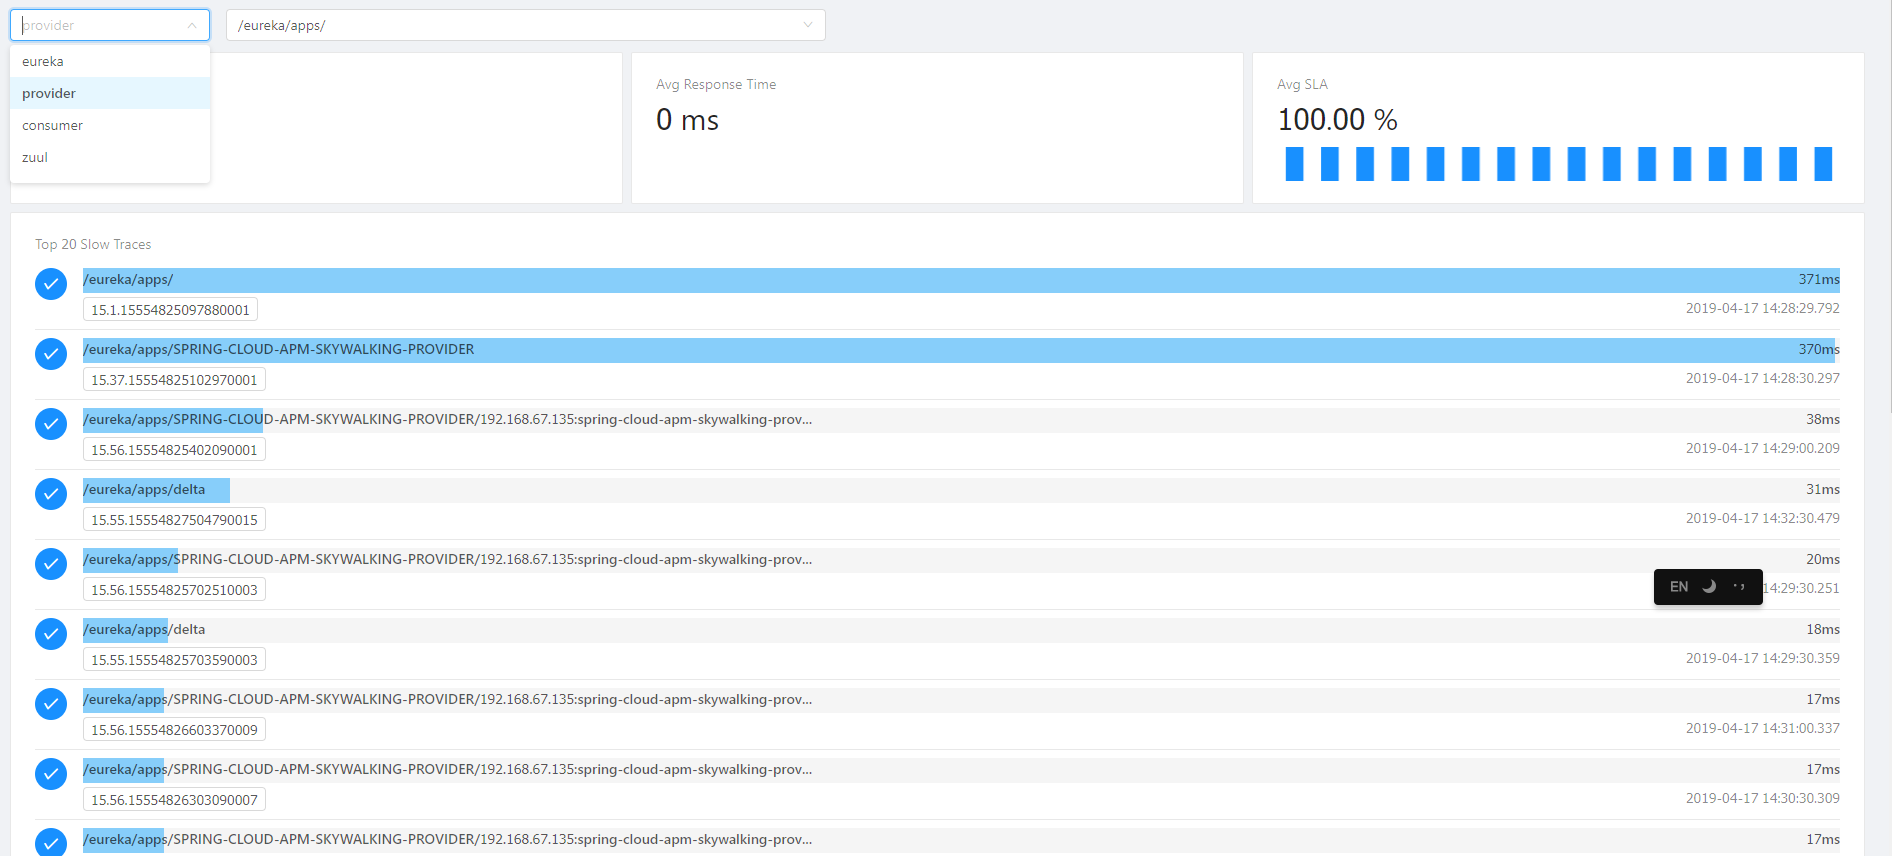 provider
/eureka/apps/
eureka
provider
consumer
zuul
Avg Response Time
0 ms
Avg SLA
100.00 %
Top 20 Slow Traces
/eureka/apps/ 371ms
15.1.15554825097880001 2019-04-17 14:28:29.792
/eureka/apps/SPRING-CLOUD-APM-SKYWALKING-PROVIDER 370ms
15.37.15554825102970001 2019-04-17 14:28:30.297
/eureka/apps/SPRING-CLOUD-APM-SKYWALKING-PROVIDER/192.168.67.135:spring-cloud-apm-skywalking-prov... 38ms
15.56.15554825402090001 2019-04-17 14:29:00.209
/eureka/apps/delta 31ms
15.55.15554827504790015 2019-04-17 14:32:30.479
/eureka/apps/SPRING-CLOUD-APM-SKYWALKING-PROVIDER/192.168.67.135:spring-cloud-apm-skywalking-prov... 20ms
15.56.15554825702510003 14:29:30.251
EN
/eureka/apps/delta 18ms
15.55.15554825703590003 2019-04-17 14:29:30.359
/eureka/apps/SPRING-CLOUD-APM-SKYWALKING-PROVIDER/192.168.67.135:spring-cloud-apm-skywalking-prov... 17ms
15.56.15554826603370009 2019-04-17 14:31:00.337
/eureka/apps/SPRING-CLOUD-APM-SKYWALKING-PROVIDER/192.168.67.135:spring-cloud-apm-skywalking-prov... 17ms
15.56.15554826303090007 2019-04-17 14:30:30.309
/eureka/apps/SPRING-CLOUD-APM-SKYWALKING-PROVIDER/192.168.67.135:spring-cloud-apm-skywalking-prov... 17ms